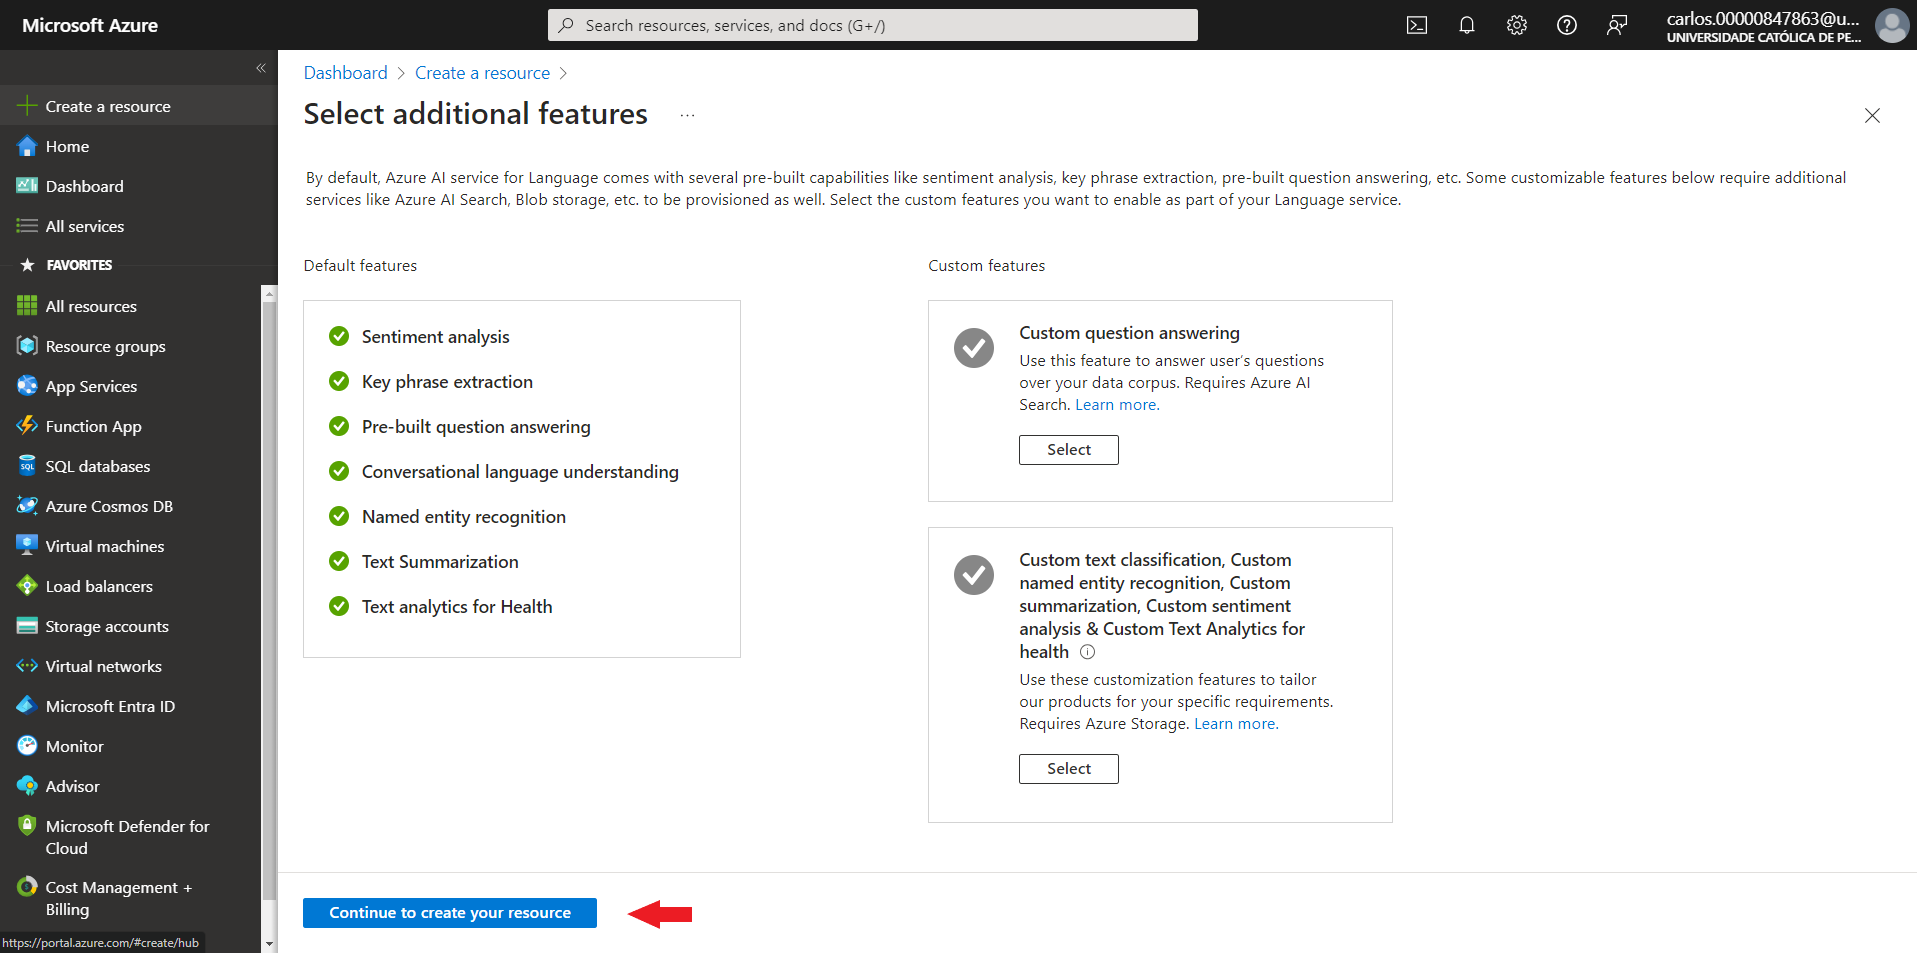 Microsoft Azure
Search resources, services, and docs (G+/)
carlos.00000847863@u...
UNIVERSIDADE CATÓLICA DE PE...
Create a resource
Home
Dashboard
All services
FAVORITES
All resources
Resource groups
App Services
Function App
SQL databases
Azure Cosmos DB
Virtual machines
Load balancers
Storage accounts
Virtual networks
Microsoft Entra ID
Monitor
Advisor
Microsoft Defender for
Cloud
Cost Management +
Billing
https://portal.azure.com/#create/hub
Dashboard > Create a resource >
Select additional features ...
By default, Azure AI service for Language comes with several pre-built capabilities like sentiment analysis, key phrase extraction, pre-built question answering, etc. Some customizable features below require additional
services like Azure AI Search, Blob storage, etc. to be provisioned as well. Select the custom features you want to enable as part of your Language service.
Default features
Sentiment analysis
Key phrase extraction
Pre-built question answering
Conversational language understanding
Named entity recognition
Text Summarization
Text analytics for Health
Custom features
Custom question answering
Use this feature to answer user's questions
over your data corpus. Requires Azure AI
Search. Learn more.
Select
Custom text classification, Custom
named entity recognition, Custom
summarization, Custom sentiment
analysis & Custom Text Analytics for
health
Use these customization features to tailor
our products for your specific requirements.
Requires Azure Storage. Learn more.
Select
Continue to create your resource